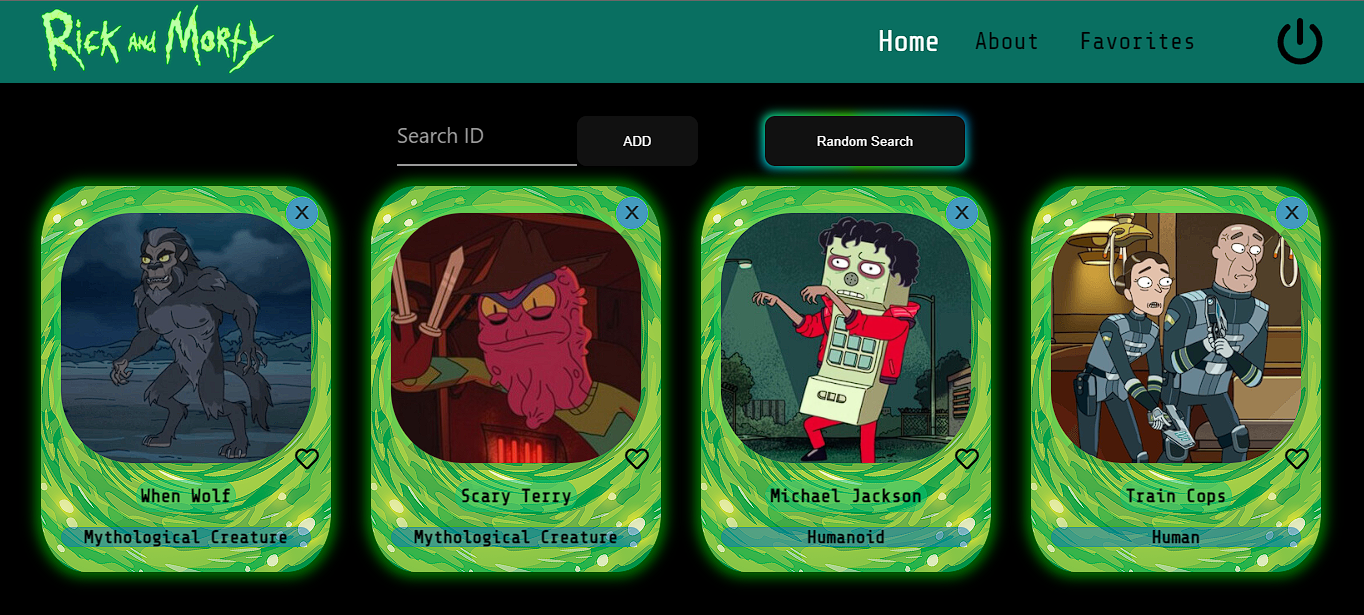 Rick and Morty
Home About Favorites
Search ID ADD Random Search
X X X X
When Wolf Scary Terry Michael Jackson Train Cops
Mythological Creature Mythological Creature Humanoid Human